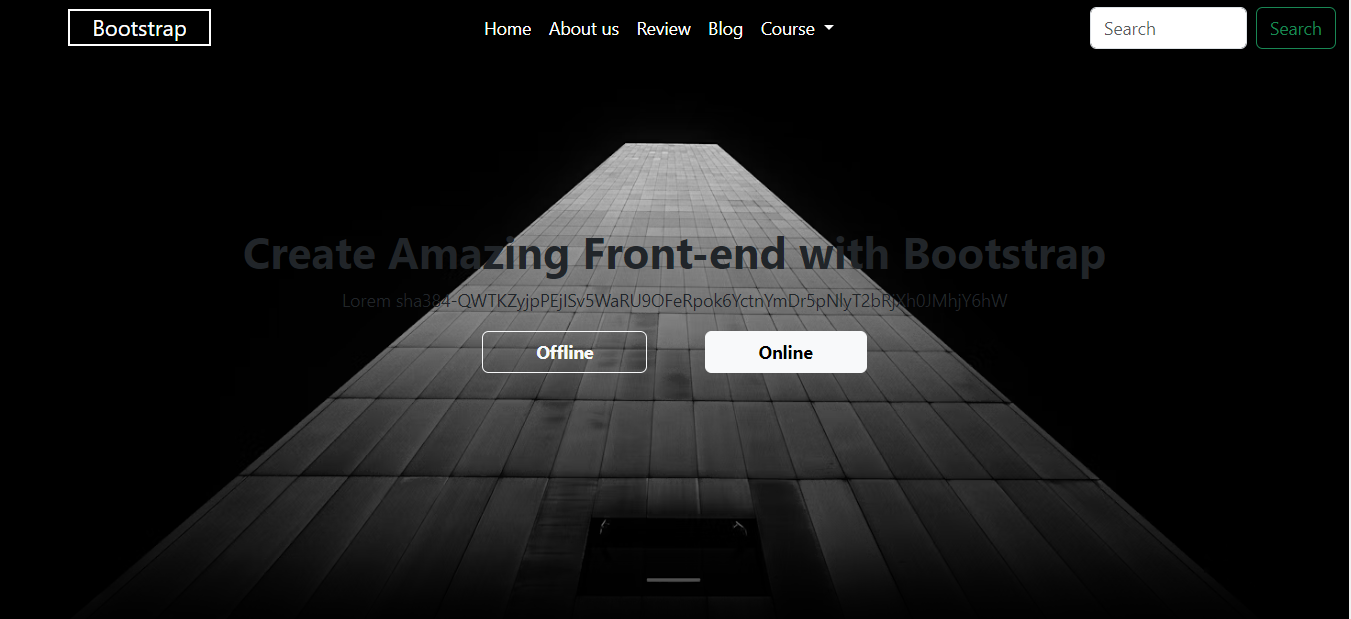 Bootstrap Home About us Review Blog Course Search Search
Create Amazing Front-end with Bootstrap
Lorem sha384-QWTKZyjpPEjISv5WaRU9OFeRpok6YctnYmDr5pNlyT2bRjXh0JMhjY6hW
Offline Online